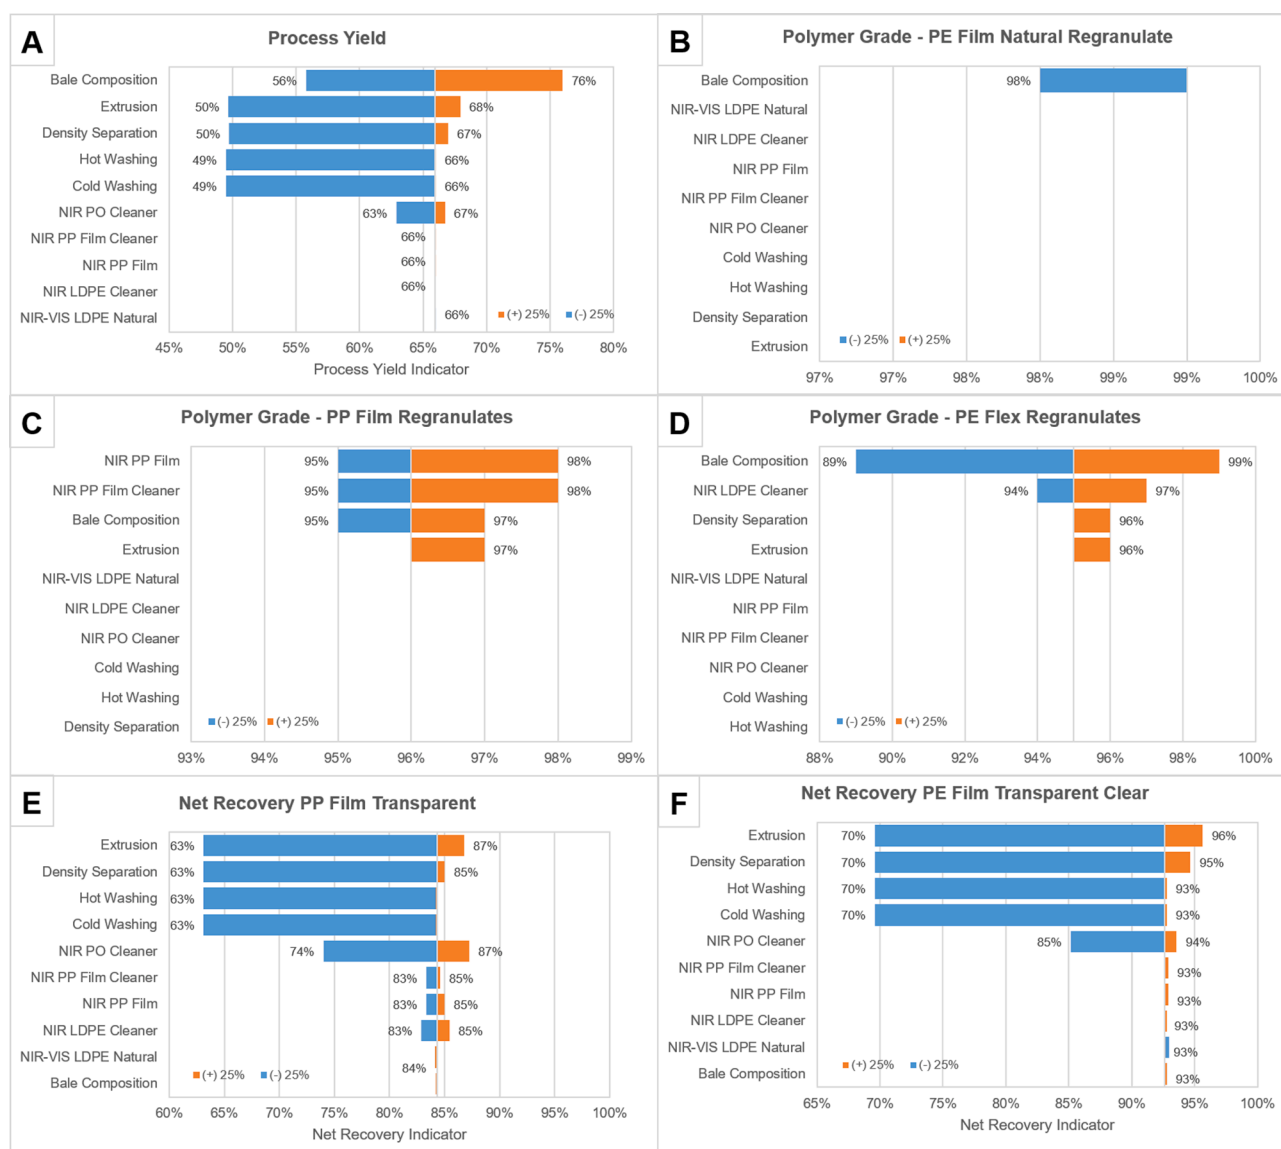 A
Process Yield
Bale Composition 56% 76%
Extrusion 50% 68%
Density Separation 50% 67%
Hot Washing 49% 66%
Cold Washing 49% 66%
NIR PO Cleaner 63% 67%
NIR PP Film Cleaner 66%
NIR PP Film 66%
NIR LDPE Cleaner 66%
NIR-VIS LDPE Natural 66% (+) 25% (-) 25%
45% 50% 55% 60% 65% 70% 75% 80%
Process Yield Indicator
B
Polymer Grade - PE Film Natural Regranulate
Bale Composition 98%
NIR-VIS LDPE Natural
NIR LDPE Cleaner
NIR PP Film
NIR PP Film Cleaner
NIR PO Cleaner
Cold Washing
Hot Washing
Density Separation
Extrusion (-) 25% (+) 25%
97% 97% 98% 98% 99% 99% 100%
C
Polymer Grade - PP Film Regranulates
NIR PP Film 95% 98%
NIR PP Film Cleaner 95% 98%
Bale Composition 95% 97%
Extrusion 97%
NIR-VIS LDPE Natural
NIR LDPE Cleaner
NIR PO Cleaner
Cold Washing
Hot Washing
Density Separation (-) 25% (+) 25%
93% 94% 95% 96% 97% 98% 99%
D
Polymer Grade - PE Flex Regranulates
Bale Composition 89% 99%
NIR LDPE Cleaner 94% 97%
Density Separation 96%
Extrusion 96%
NIR-VIS LDPE Natural
NIR PP Film
NIR PP Film Cleaner
NIR PO Cleaner
Cold Washing
Hot Washing (-) 25% (+) 25%
88% 90% 92% 94% 96% 98% 100%
E
Net Recovery PP Film Transparent
Extrusion 63% 87%
Density Separation 63% 85%
Hot Washing 63%
Cold Washing 63%
NIR PO Cleaner 74% 87%
NIR PP Film Cleaner 83% 85%
NIR PP Film 83% 85%
NIR LDPE Cleaner 83% 85%
NIR-VIS LDPE Natural 84%
Bale Composition (+) 25% (-) 25%
60% 65% 70% 75% 80% 85% 90% 95% 100%
Net Recovery Indicator
F
Net Recovery PE Film Transparent Clear
Extrusion 70% 96%
Density Separation 70% 95%
Hot Washing 70% 93%
Cold Washing 70% 93%
NIR PO Cleaner 85% 94%
NIR PP Film Cleaner 93%
NIR PP Film 93%
NIR LDPE Cleaner 93%
NIR-VIS LDPE Natural 93%
Bale Composition (+) 25% (-) 25% 93%
65% 70% 75% 80% 85% 90% 95% 100%
Net Recovery Indicator